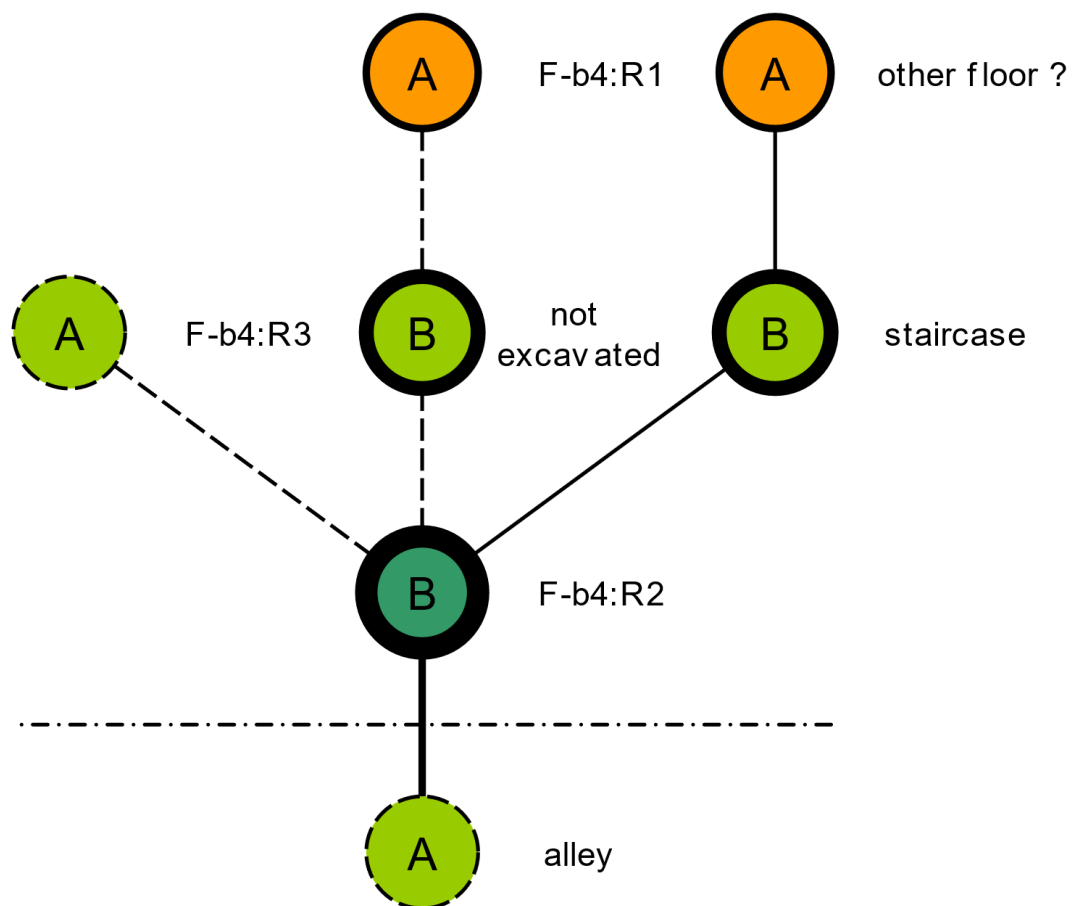 A F-b4:R1 A other floor ?
A F-b4:R3 B not excavated B staircase
B F-b4:R2
A alley